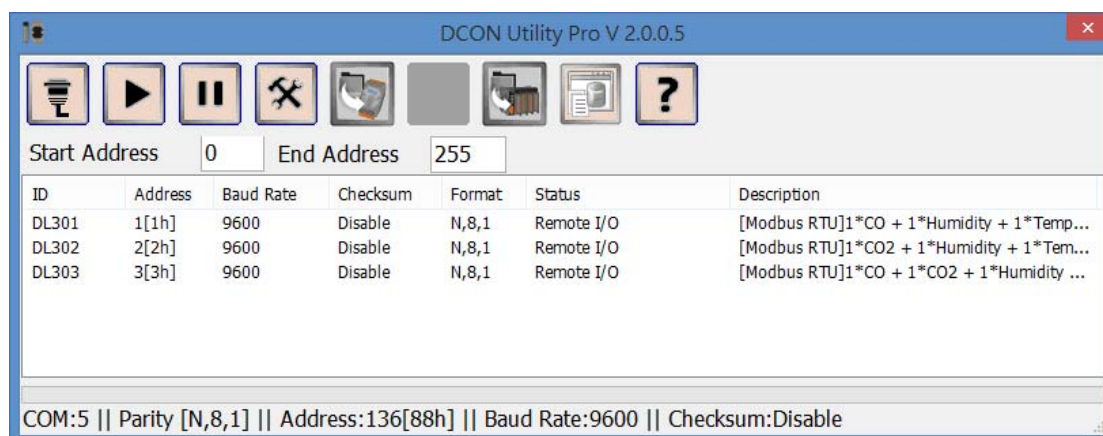 DCON Utility Pro V 2.0.0.5
?
Start Address 0 End Address 255
ID Address Baud Rate Checksum Format Status Description
DL301 1[1h] 9600 Disable N,8,1 Remote I/O [Modbus RTU]1*CO + 1*Humidity + 1*Temp...
DL302 2[2h] 9600 Disable N,8,1 Remote I/O [Modbus RTU]1*CO2 + 1*Humidity + 1*Tem...
DL303 3[3h] 9600 Disable N,8,1 Remote I/O [Modbus RTU]1*CO + 1*CO2 + 1*Humidity ...
COM:5 || Parity [N,8,1] || Address:136[88h] || Baud Rate:9600 || Checksum:Disable